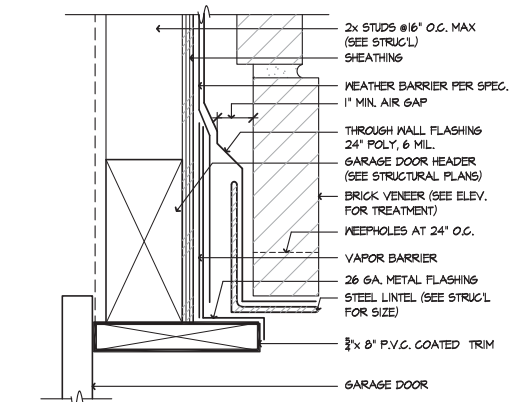 2x STUDS @16" O.C. MAX
(SEE STRUC'L)
SHEATHING
WEATHER BARRIER PER SPEC.
1" MIN. AIR GAP
THROUGH WALL FLASHING
24" POLY, 6 MIL.
GARAGE DOOR HEADER
(SEE STRUCTURAL PLANS)
BRICK VENEER (SEE ELEV.
FOR TREATMENT)
WEEPHOLES AT 24" O.C.
VAPOR BARRIER
26 GA. METAL FLASHING
STEEL LINTEL (SEE STRUC'L
FOR SIZE)
5/4"x 8" P.V.C. COATED TRIM
GARAGE DOOR